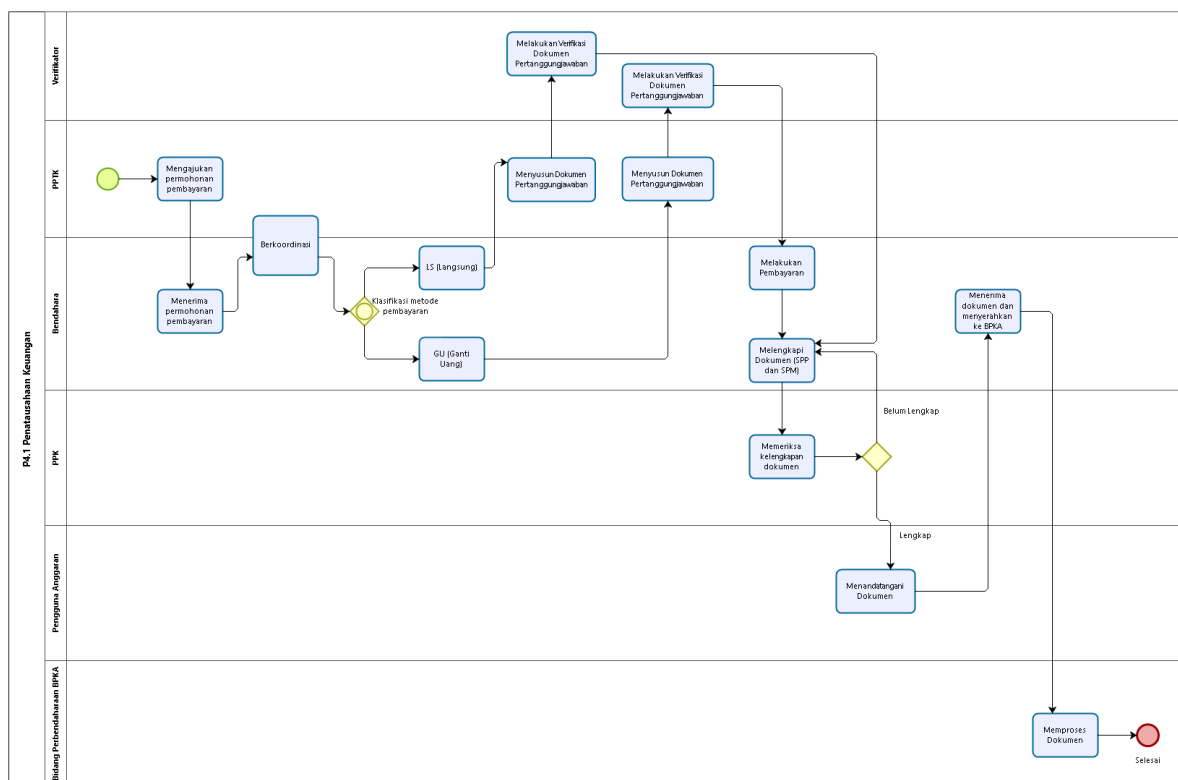 P4.1 Penatausahaan Keuangan
Verifikator
Melakukan Verifikasi
Dokumen
Pertanggungjawaban
Melakukan Verifikasi
Dokumen
Pertanggungjawaban
PPTK
Mengajukan
permohonan
pembayaran
Menyusun Dokumen
Pertanggungjawaban
Menyusun Dokumen
Pertanggungjawaban
Berkoordinasi
Bendahara
Menerima
permohonan
pembayaran
Klasifikasi metode
pembayaran
LS (Langsung)
GU (Ganti
Uang)
Melakukan
Pembayaran
Melengkapi
Dokumen (SPP
dan SPM)
Menerima
dokumen dan
menyerahkan
ke BPKA
PPK
Memeriksa
kelengkapan
dokumen
Belum Lengkap
Lengkap
Pengguna Anggaran
Menandatangani
Dokumen
Bidang Perbendaharaan BPKA
Memproses
Dokumen
Selesai